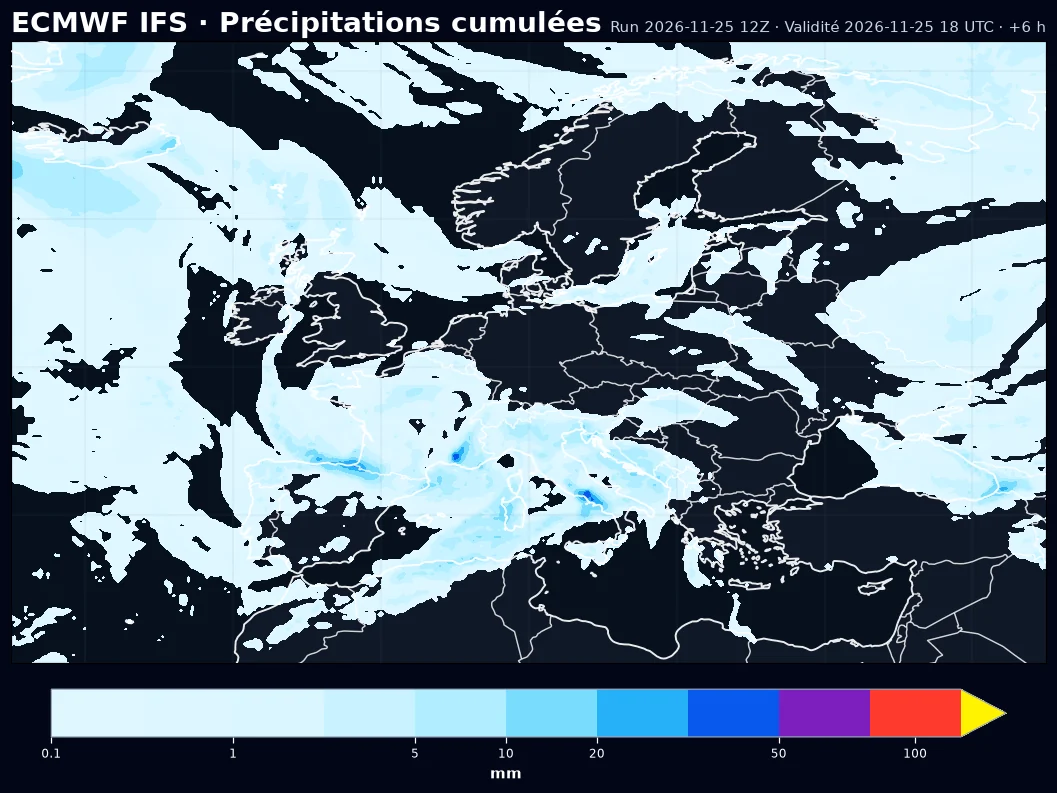 ECMWF IFS · Précipitations cumulées Run 2026-11-25 12Z · Validité 2026-11-25 18 UTC · +6 h
0.1 1 5 10 20 50 100
mm